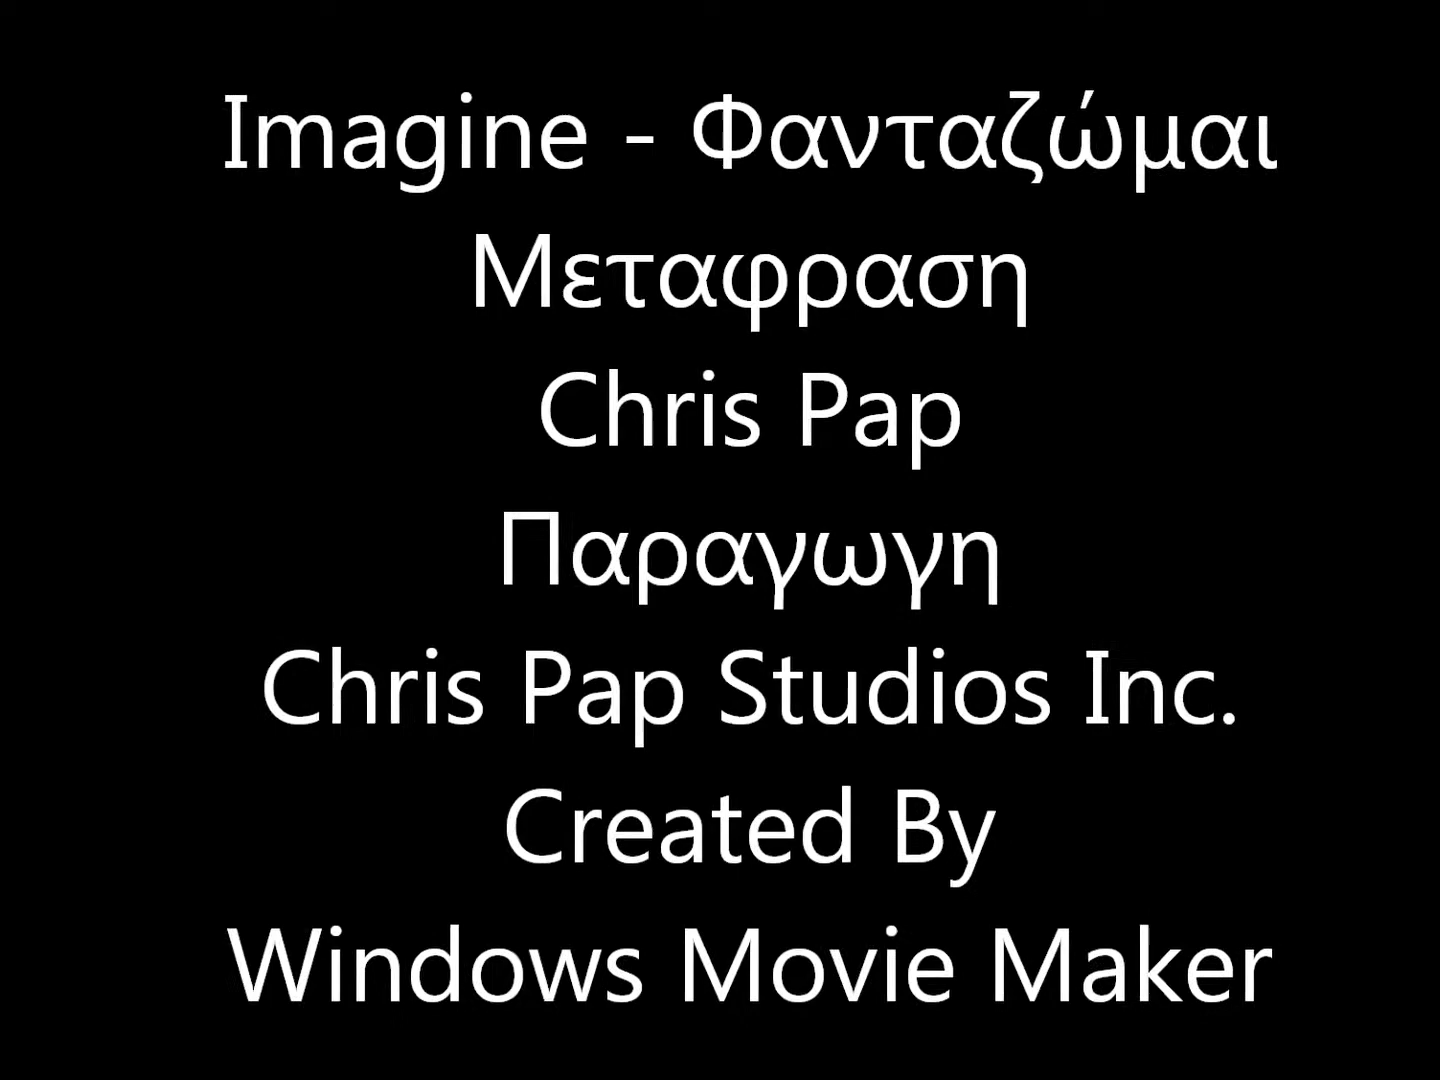 Imagine - Φανταζώμαι
Μεταφραση
Chris Pap
Παραγωγη
Chris Pap Studios Inc.
Created By
Windows Movie Maker